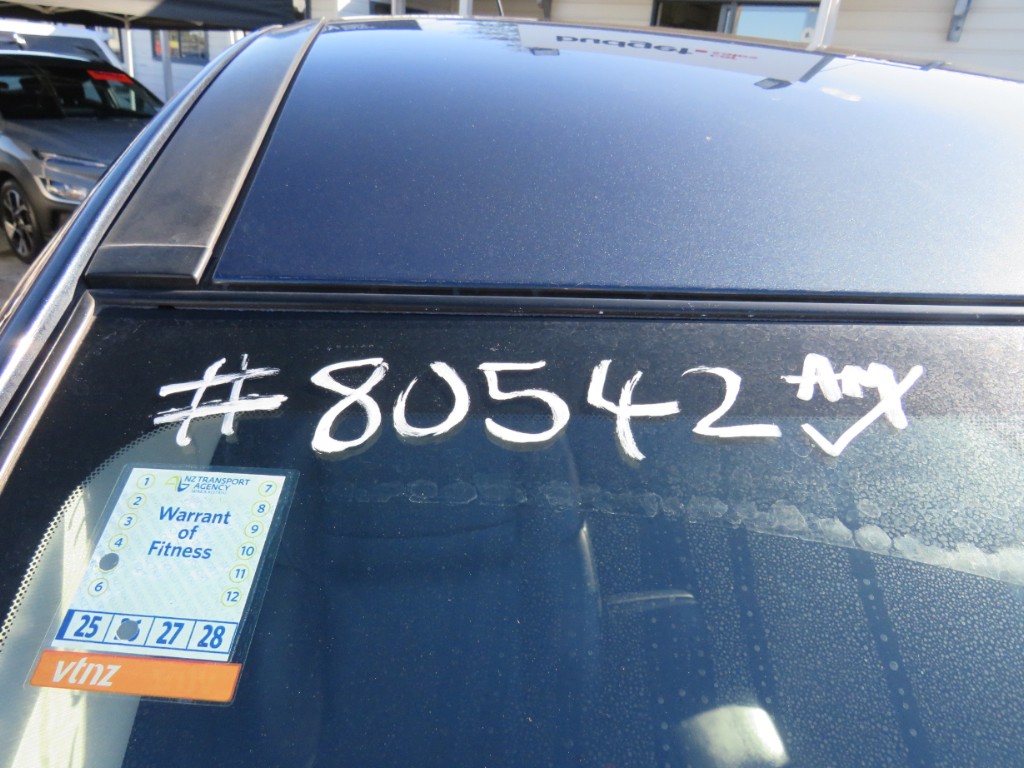 #80542 Any
NZ TRANSPORT
AGENCY
Warrant
of
Fitness
1
2
3
4
6
7
8
9
10
11
12
25 27 28
vtnz